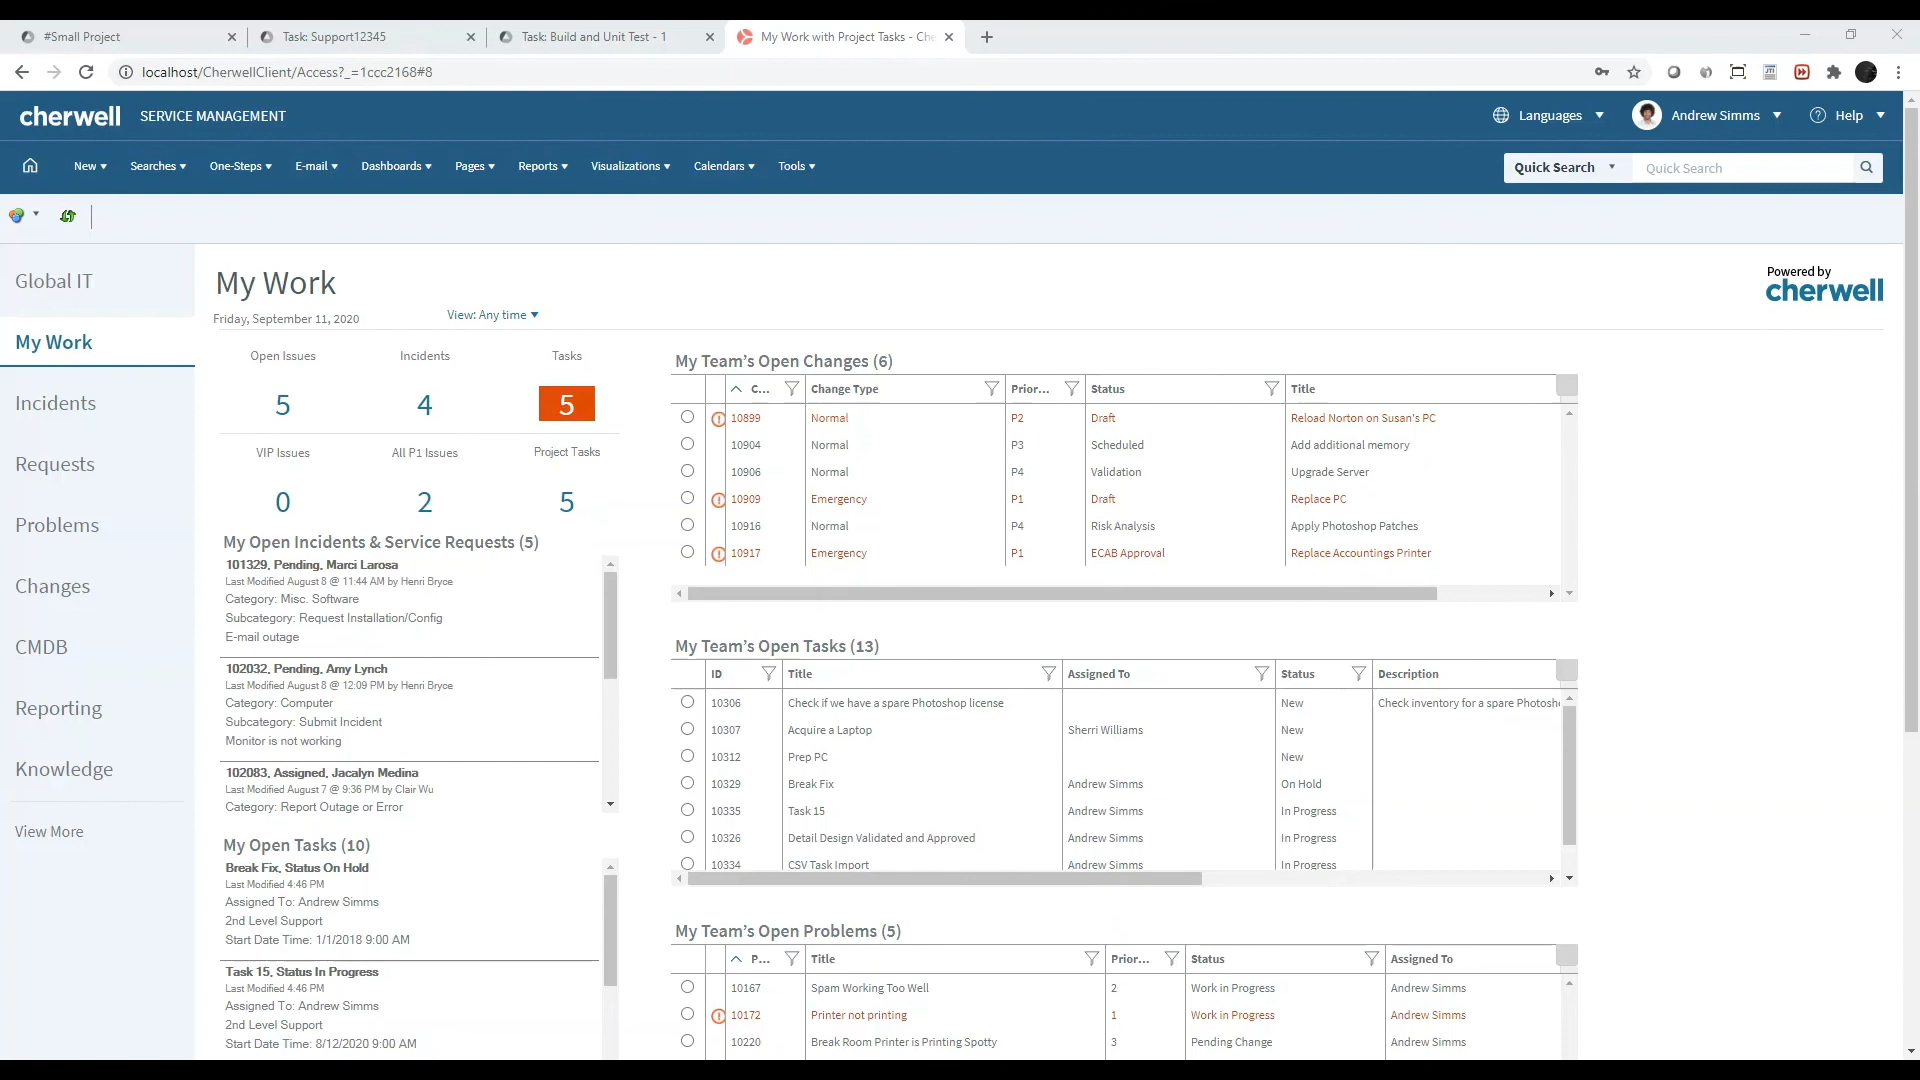 #Small Project
Task: Support12345
Task: Build and Unit Test - 1
My Work with Project Tasks - Che
localhost/CherwellClient/Access?_=1ccc2168#8
cherwell SERVICE MANAGEMENT
Languages
Andrew Simms
Help
New
Searches
One-Steps
E-mail
Dashboards
Pages
Reports
Visualizations
Calendars
Tools
Quick Search
Quick Search
Global IT
My Work
Incidents
Requests
Problems
Changes
CMDB
Reporting
Knowledge
View More
My Work
Friday, September 11, 2020
View: Any time
Powered by
cherwell
Open Issues Incidents Tasks
5 4 5
VIP Issues All P1 Issues Project Tasks
0 2 5
My Open Incidents & Service Requests (5)
101329, Pending, Marci Larosa
Last Modified August 8 @ 11:44 AM by Henri Bryce
Category: Misc. Software
Subcategory: Request Installation/Config
E-mail outage
102032, Pending, Amy Lynch
Last Modified August 8 @ 12:09 PM by Henri Bryce
Category: Computer
Subcategory: Submit Incident
Monitor is not working
102083, Assigned, Jacalyn Medina
Last Modified August 7 @ 9:36 PM by Clair Wu
Category: Report Outage or Error
My Open Tasks (10)
Break Fix, Status On Hold
Last Modified 4:46 PM
Assigned To: Andrew Simms
2nd Level Support
Start Date Time: 1/1/2018 9:00 AM
Task 15, Status In Progress
Last Modified 4:46 PM
Assigned To: Andrew Simms
2nd Level Support
Start Date Time: 8/12/2020 9:00 AM
My Team's Open Changes (6)
C... Change Type Prior... Status Title
10899 Normal P2 Draft Reload Norton on Susan's PC
10904 Normal P3 Scheduled Add additional memory
10906 Normal P4 Validation Upgrade Server
10909 Emergency P1 Draft Replace PC
10916 Normal P4 Risk Analysis Apply Photoshop Patches
10917 Emergency P1 ECAB Approval Replace Accountings Printer
My Team's Open Tasks (13)
ID Title Assigned To Status Description
10306 Check if we have a spare Photoshop license New Check inventory for a spare Photosh
10307 Acquire a Laptop Sherri Williams New
10312 Prep PC New
10329 Break Fix Andrew Simms On Hold
10335 Task 15 Andrew Simms In Progress
10326 Detail Design Validated and Approved Andrew Simms In Progress
10334 CSV Task Import Andrew Simms In Progress
My Team's Open Problems (5)
P... Title Prior... Status Assigned To
10167 Spam Working Too Well 2 Work in Progress Andrew Simms
10172 Printer not printing 1 Work in Progress Andrew Simms
10220 Break Room Printer is Printing Spotty 3 Pending Change Andrew Simms